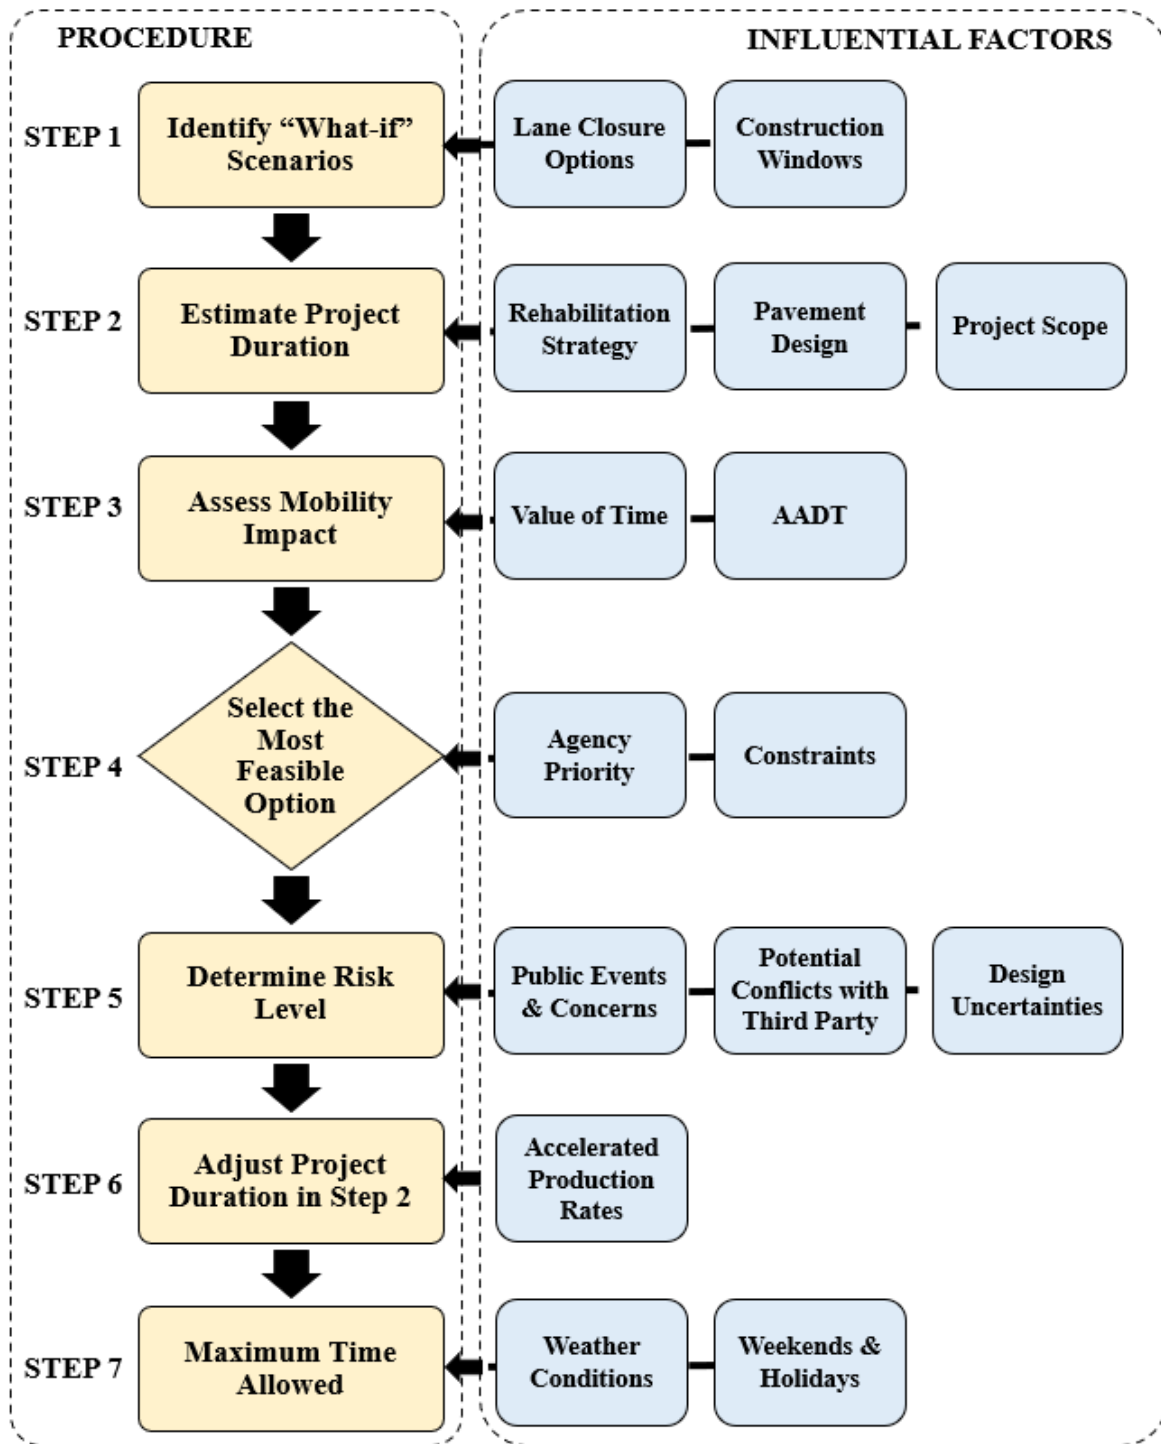 PROCEDURE
INFLUENTIAL FACTORS
STEP 1
Identify “What-if”
Scenarios
Lane Closure
Options
Construction
Windows
STEP 2
Estimate Project
Duration
Rehabilitation
Strategy
Pavement
Design
Project Scope
STEP 3
Assess Mobility
Impact
Value of Time
AADT
STEP 4
Select the
Most
Feasible
Option
Agency
Priority
Constraints
STEP 5
Determine Risk
Level
Public Events
& Concerns
Potential
Conflicts with
Third Party
Design
Uncertainties
STEP 6
Adjust Project
Duration in Step 2
Accelerated
Production
Rates
STEP 7
Maximum Time
Allowed
Weather
Conditions
Weekends &
Holidays